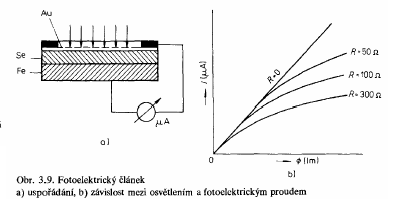 Au
Se
Fe
μA
a)
I (μA)
R=0
R=50 Ω
R=100 Ω
R=300 Ω
0
Φ (lm)
b)
Obr. 3.9. Fotoelektrický článek
a) uspořádání, b) závislost mezi osvětlením a fotoelektrickým proudem